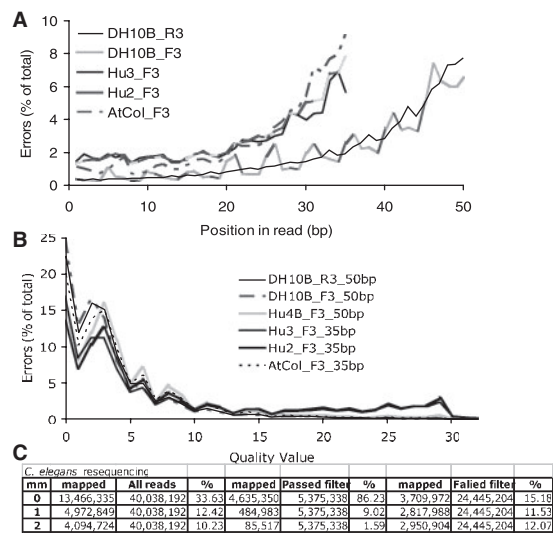 A
DH10B_R3
DH10B_F3
Hu3_F3
Hu2_F3
AtCol_F3
Errors (% of total)
10
8
6
4
2
0
0 10 20 30 40 50
Position in read (bp)
B
Errors (% of total)
25
20
15
10
5
0
DH10B_R3_50bp
DH10B_F3_50bp
Hu4B_F3_50bp
Hu3_F3_35bp
Hu2_F3_35bp
AtCol_F3_35bp
0 5 10 15 20 25 30
Quality Value
C
C. elegans resequencing
mm mapped All reads % mapped Passed filter % mapped Falied filter %
0 13,466,335 40,038,192 33.63 4,635,350 5,375,338 86.23 3,709,972 24,445,204 15.18
1 4,972,849 40,038,192 12.42 484,983 5,375,338 9.02 2,817,988 24,445,204 11.53
2 4,094,724 40,038,192 10.23 85,517 5,375,338 1.59 2,950,904 24,445,204 12.07